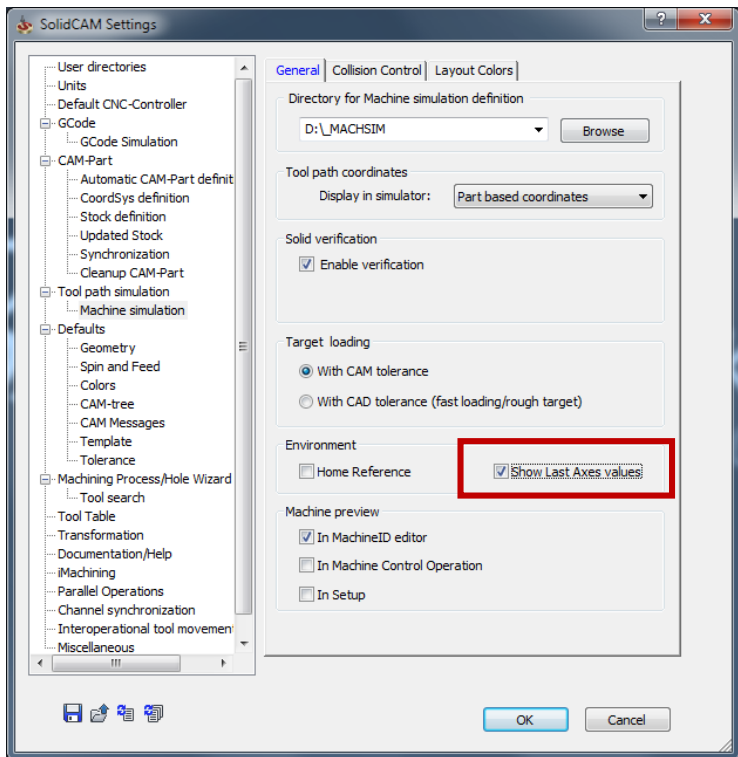 SolidCAM Settings
User directories
Units
Default CNC-Controller
GCode
GCode Simulation
CAM-Part
Automatic CAM-Part definit
CoordSys definition
Stock definition
Updated Stock
Synchronization
Cleanup CAM-Part
Tool path simulation
Machine simulation
Defaults
Geometry
Spin and Feed
Colors
CAM-tree
CAM Messages
Template
Tolerance
Machining Process/Hole Wizard
Tool search
Tool Table
Transformation
Documentation/Help
iMachining
Parallel Operations
Channel synchronization
Interoperational tool movemen
Miscellaneous
General Collision Control Layout Colors
Directory for Machine simulation definition
D:\_MACHSIM Browse
Tool path coordinates
Display in simulator: Part based coordinates
Solid verification
Enable verification
Target loading
With CAM tolerance
With CAD tolerance (fast loading/rough target)
Environment
Home Reference Show Last Axes values
Machine preview
In MachineID editor
In Machine Control Operation
In Setup
OK Cancel